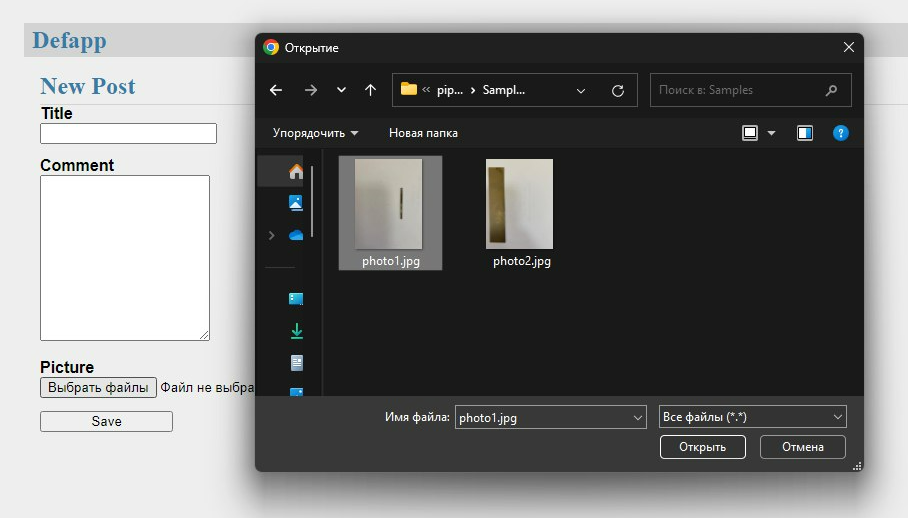 Defapp
New Post
Title
Comment
Picture
Выбрать файлы Файл не выбра
Save
Открытие
« pip... › Sampl...
Поиск в: Samples
Упорядочить Новая папка
photo1.jpg photo2.jpg
Имя файла: photo1.jpg Все файлы (*.*)
Открыть Отмена